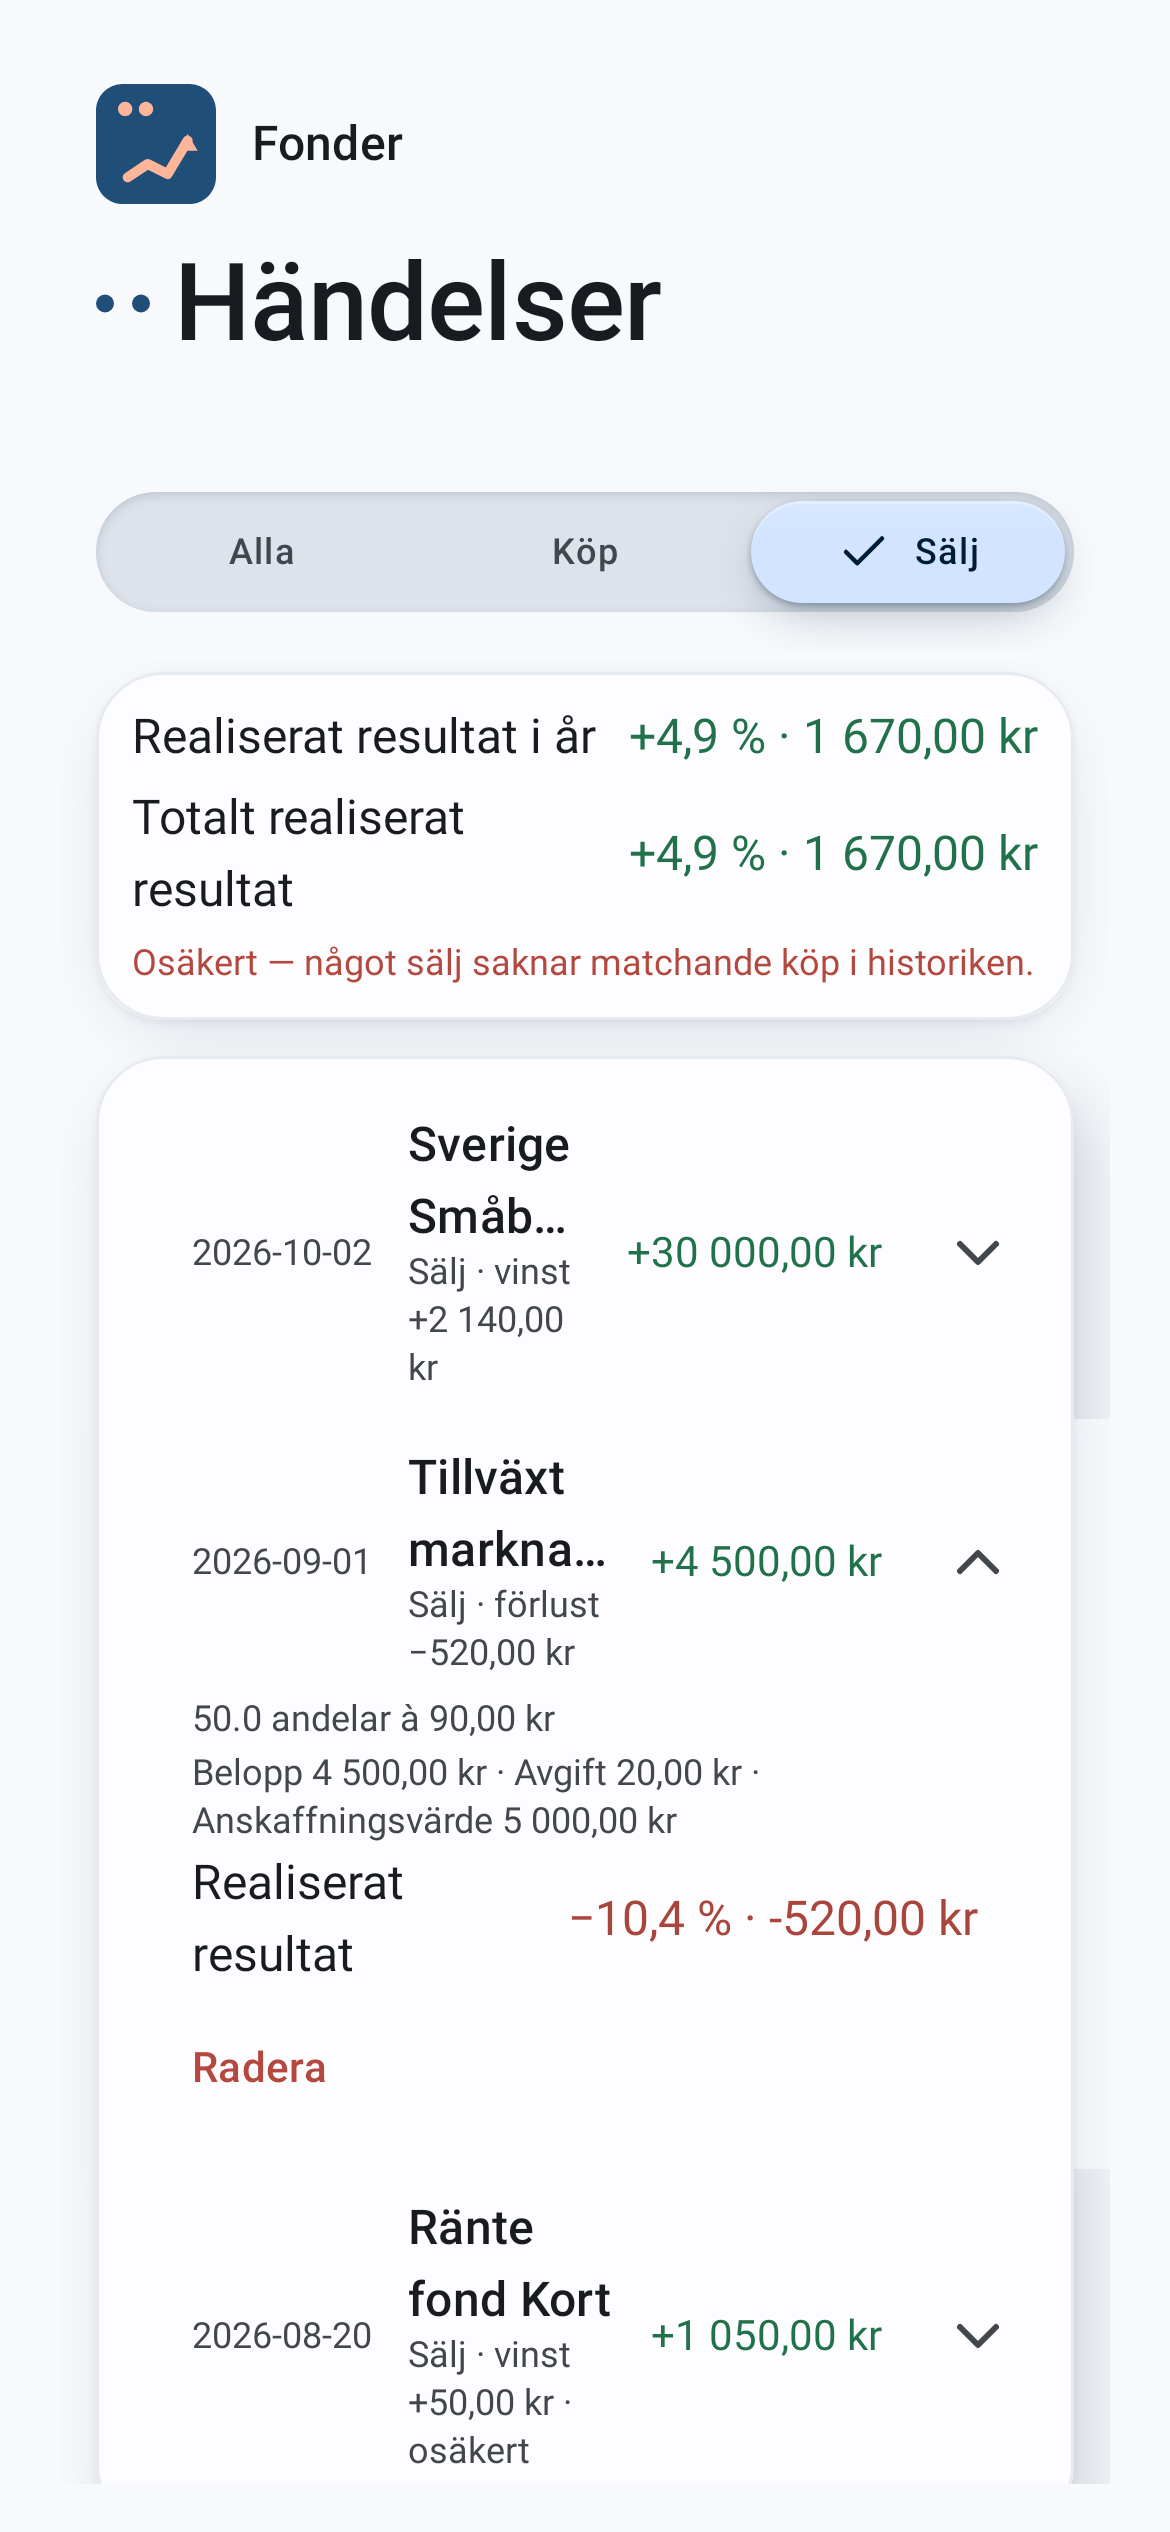 Fonder
Händelser
Alla
Köp
Sälj
Realiserat resultat i år
+4,9 % · 1 670,00 kr
Totalt realiserat
resultat
+4,9 % · 1 670,00 kr
Osäkert — något sälj saknar matchande köp i historiken.
2026-10-02
Sverige
Småb…
Sälj · vinst
+2 140,00
kr
+30 000,00 kr
2026-09-01
Tillväxt
markna…
Sälj · förlust
−520,00 kr
+4 500,00 kr
50.0 andelar à 90,00 kr
Belopp 4 500,00 kr · Avgift 20,00 kr ·
Anskaffningsvärde 5 000,00 kr
Realiserat
resultat
−10,4 % · -520,00 kr
Radera
2026-08-20
Ränte
fond Kort
Sälj · vinst
+50,00 kr ·
osäkert
+1 050,00 kr